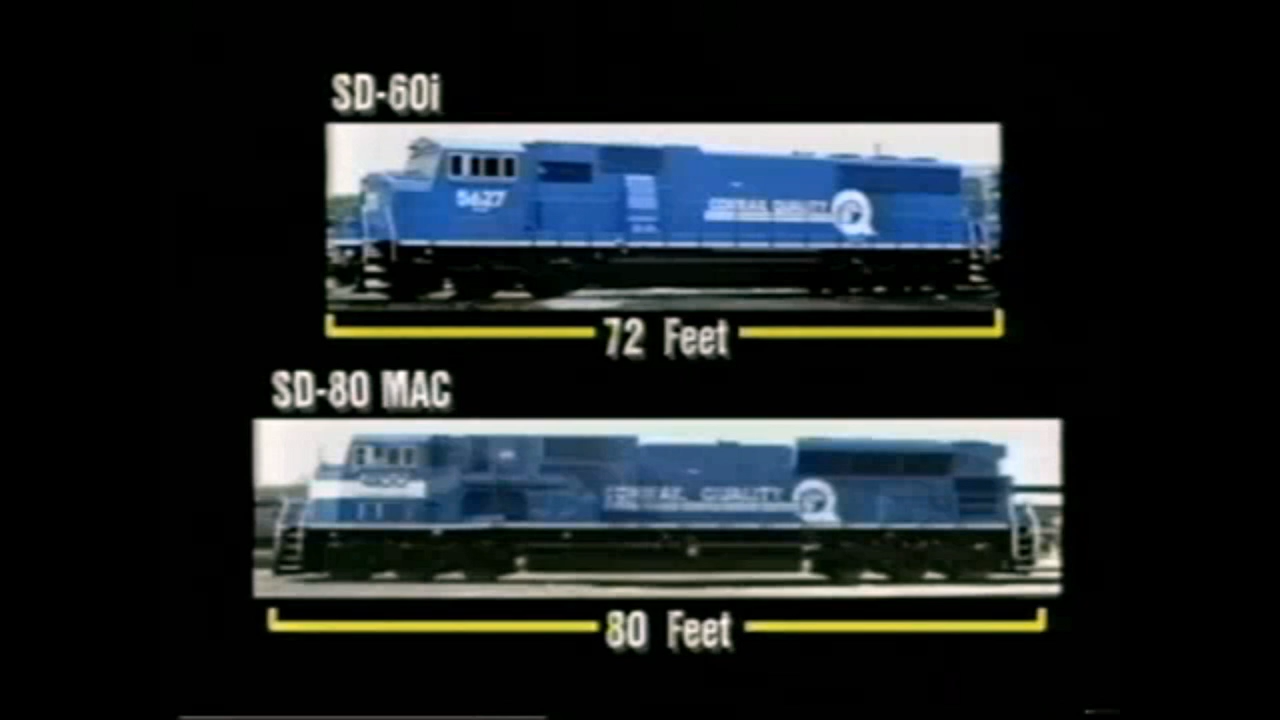 SD-60i
5627
CONRAIL QUALITY
72 Feet
SD-80 MAC
CONRAIL QUALITY
80 Feet